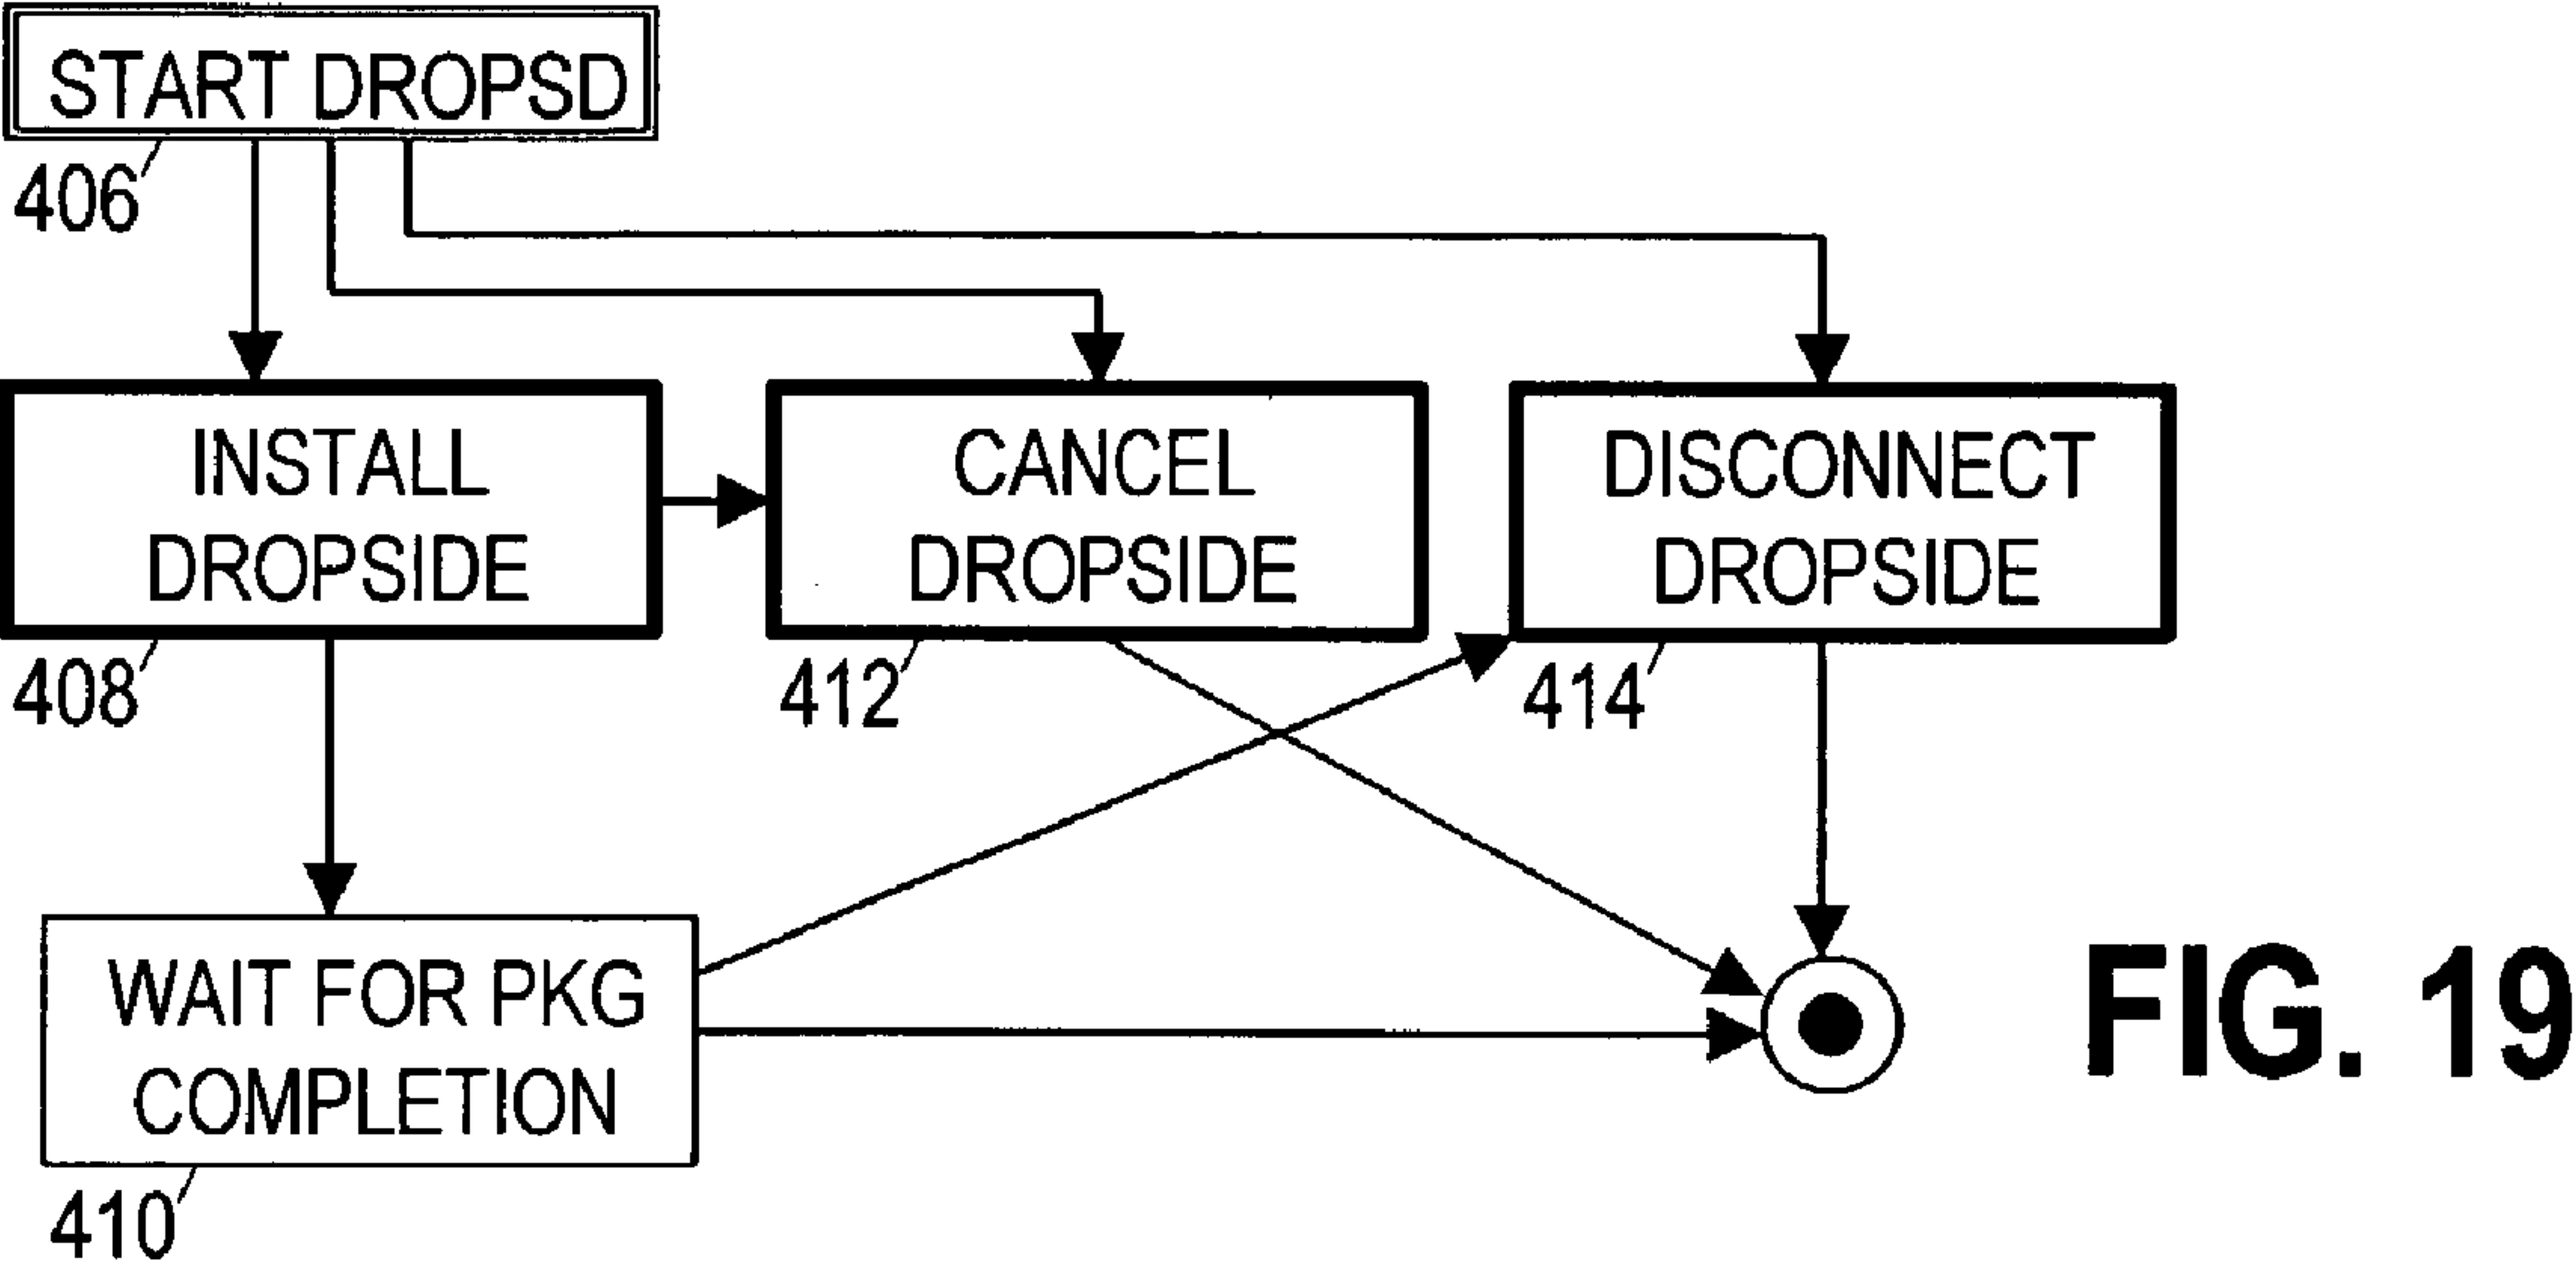 START DROPSD
406
INSTALL
DROPSIDE
408
CANCEL
DROPSIDE
412
DISCONNECT
DROPSIDE
414
WAIT FOR PKG
COMPLETION
410
FIG. 19